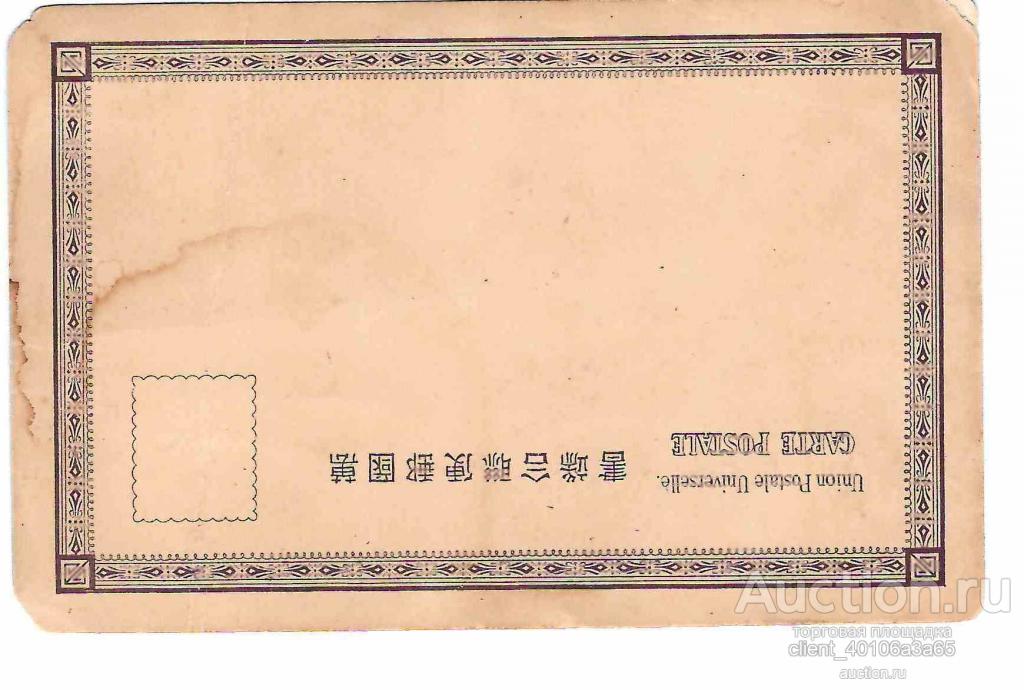 Union Postale Universelle.
CARTE POSTALE
萬國郵便聯合端書
Auction.ru
торговая площадка
client_40106a3a65
auction.ru